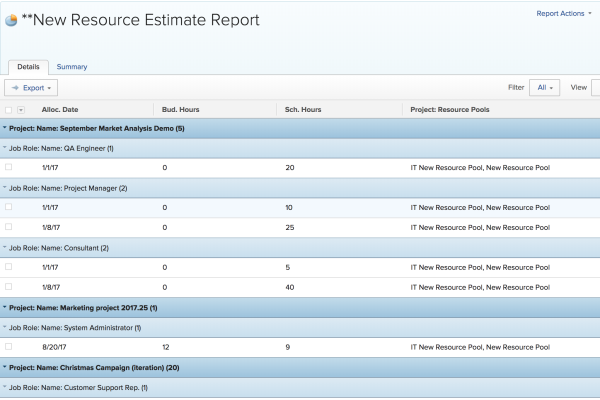 **New Resource Estimate Report
Report Actions
Details Summary
Export Filter All View
Alloc. Date Bud. Hours Sch. Hours Project: Resource Pools
Project: Name: September Market Analysis Demo (5)
Job Role: Name: QA Engineer (1)
1/1/17 0 20 IT New Resource Pool, New Resource Pool
Job Role: Name: Project Manager (2)
1/1/17 0 10 IT New Resource Pool, New Resource Pool
1/8/17 0 25 IT New Resource Pool, New Resource Pool
Job Role: Name: Consultant (2)
1/1/17 0 5 IT New Resource Pool, New Resource Pool
1/8/17 0 40 IT New Resource Pool, New Resource Pool
Project: Name: Marketing project 2017.25 (1)
Job Role: Name: System Administrator (1)
8/20/17 12 9 IT New Resource Pool, New Resource Pool
Project: Name: Christmas Campaign (Iteration) (20)
Job Role: Name: Customer Support Rep. (1)